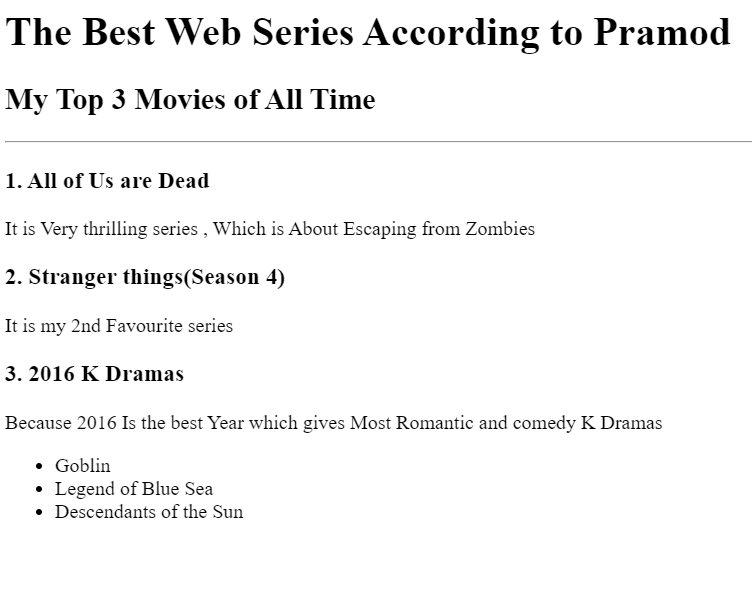 The Best Web Series According to Pramod
My Top 3 Movies of All Time
1. All of Us are Dead
It is Very thrilling series , Which is About Escaping from Zombies
2. Stranger things(Season 4)
It is my 2nd Favourite series
3. 2016 K Dramas
Because 2016 Is the best Year which gives Most Romantic and comedy K Dramas
• Goblin
• Legend of Blue Sea
• Descendants of the Sun